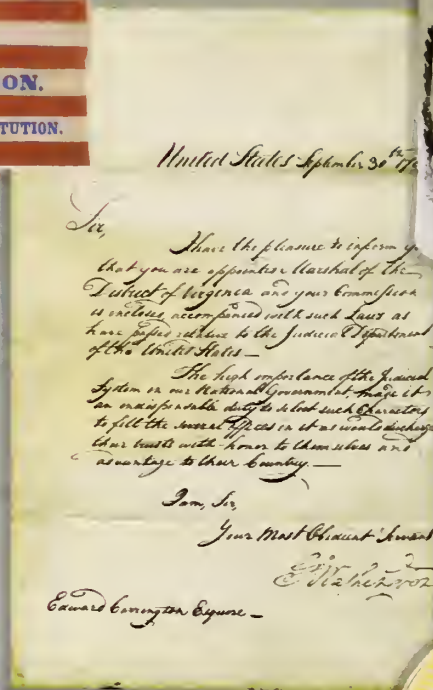 ON.
TUTION.
United States September 30th 17
Sir,
I have the pleasure to inform y
that you are appointed Marshal of the
District of Virginia and your Commission
is enclosed accompanied with such Laws as
have passed relative to the Judicial Department
of the United States —
The high importance of the Judicial
System in our National Government, made it
an indispensable duty to select such Characters
to fill the several offices in it as would discharge
their trusts with honor to themselves and
advantage to their Country. —
I am, Sir,
Your Most Obedient Servant
Edward Carrington Esquire —